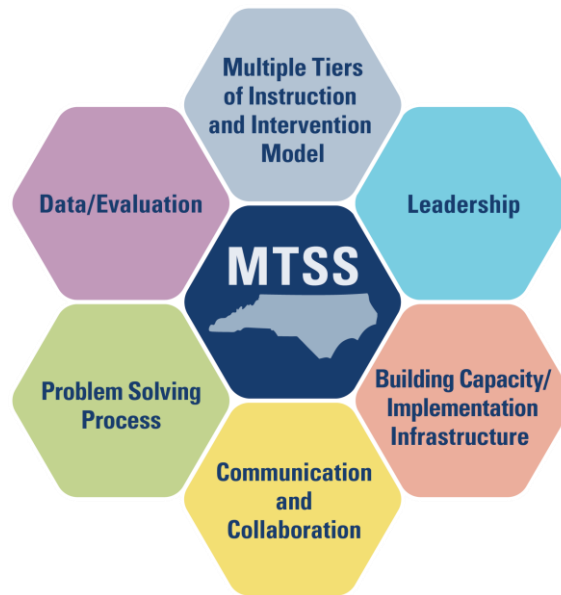 Multiple Tiers
of Instruction
and Intervention
Model
Data/Evaluation
Leadership
MTSS
Problem Solving
Process
Building Capacity/
Implementation
Infrastructure
Communication
and
Collaboration